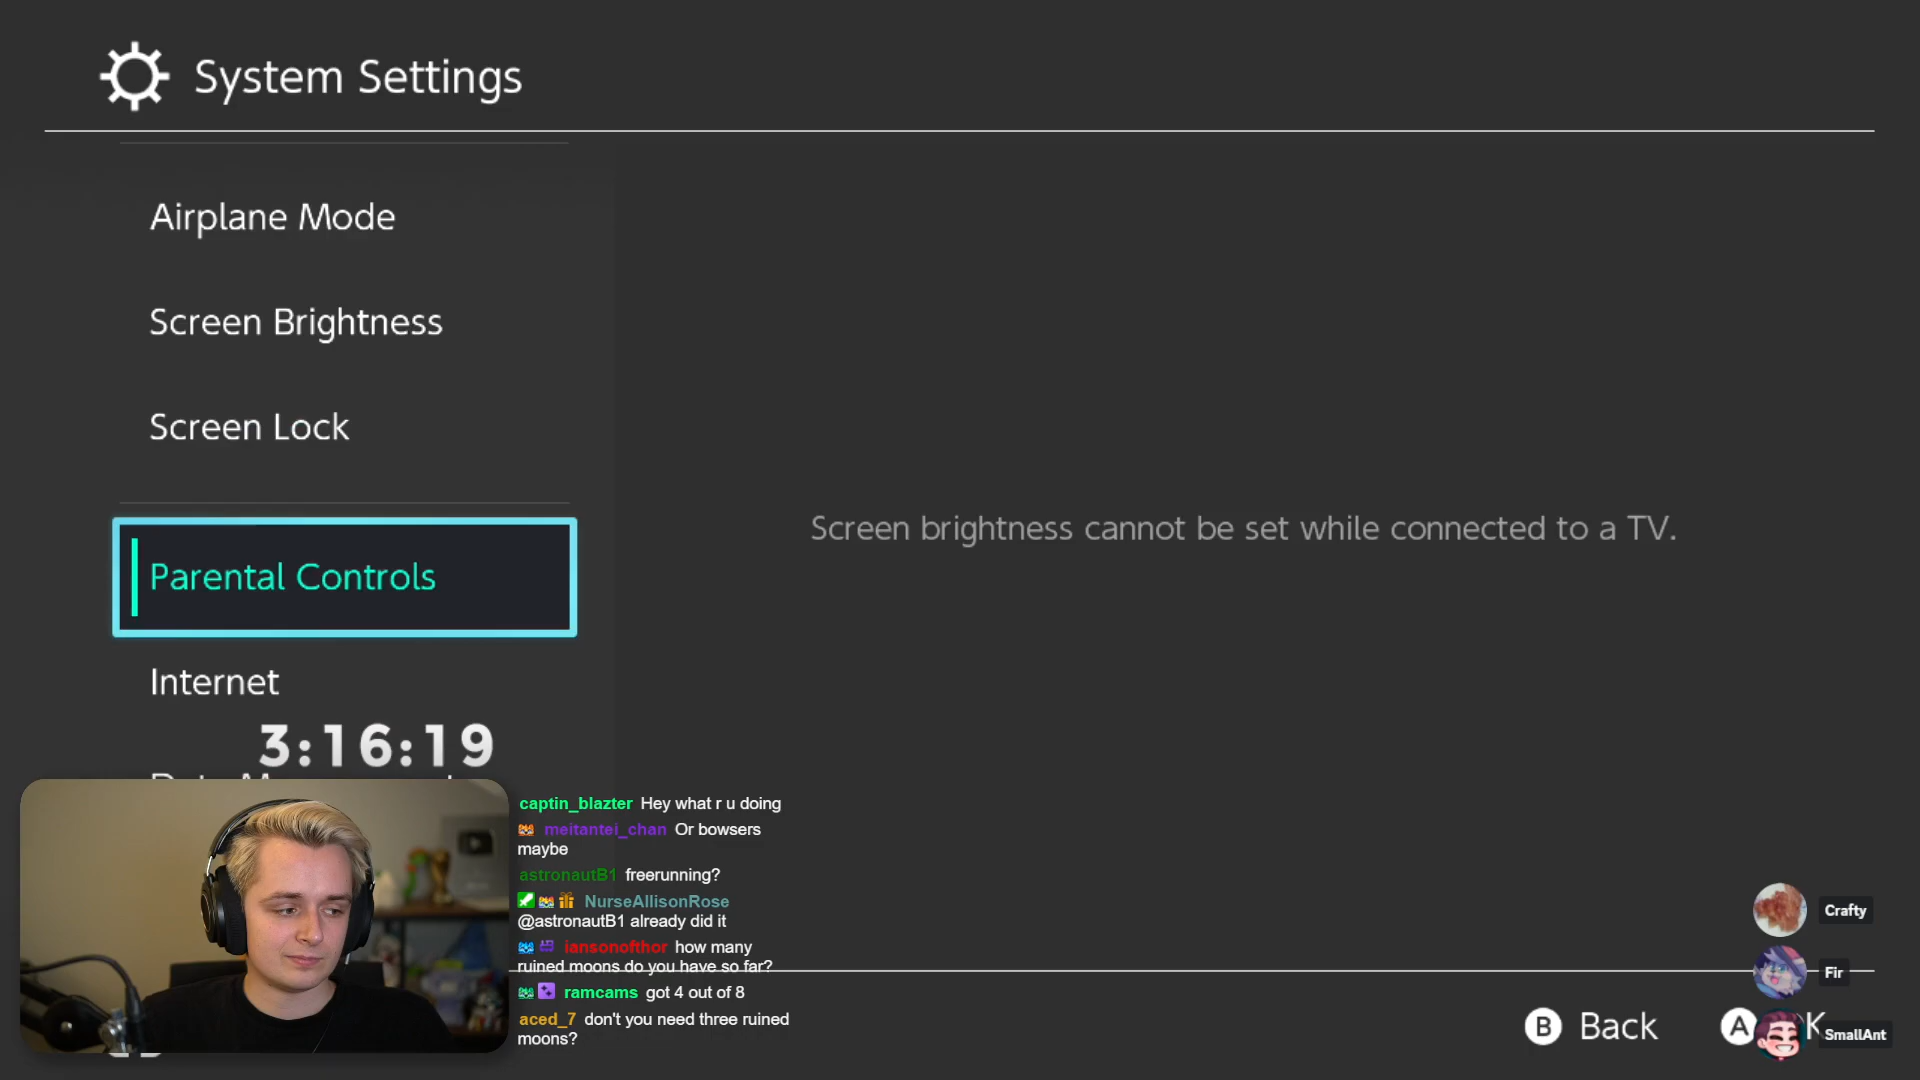 System Settings
Airplane Mode
Screen Brightness
Screen Lock
Parental Controls
Screen brightness cannot be set while connected to a TV.
Internet
3:16:19
captin_blazter Hey what r u doing
meitantei_chan Or bowsers
maybe
astronautB1 freerunning?
NurseAllisonRose
@astronautB1 already did it
iansonofthor how many
ruined moons do you have so far?
ramcams got 4 out of 8
aced_7 don't you need three ruined
moons?
Crafty
Fir
SmallAnt
B Back
A